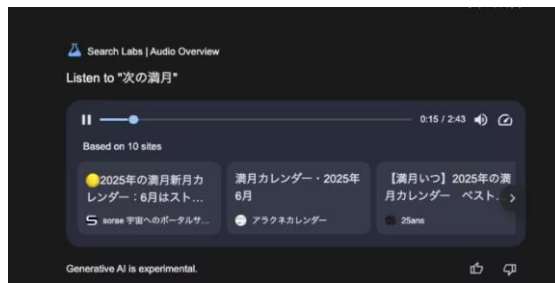 Search Labs | Audio Overview
Listen to "次の満月"
0:15 / 2:43
Based on 10 sites
🟡2025年の満月新月カ
レンダー：6月はスト...
sorae 宇宙へのポータルサ...
満月カレンダー・2025年
6月
アラクネカレンダー
【満月いつ】2025年の満
月カレンダー ベスト...
25ans
Generative AI is experimental.